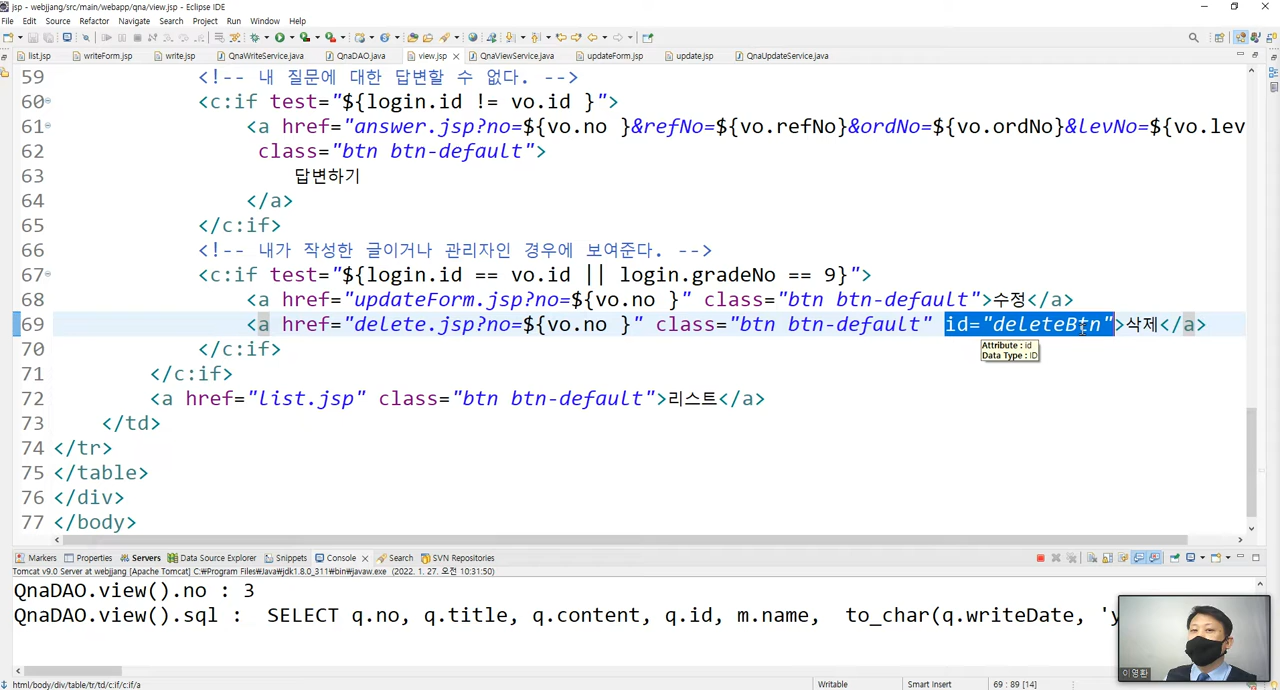 jsp - webjjang/src/main/webapp/qna/view.jsp - Eclipse IDE
File Edit Source Refactor Navigate Search Project Run Window Help
list.jsp writeForm.jsp write.jsp QnaWriteService.java QnaDAO.java view.jsp QnaViewService.java updateForm.jsp update.jsp QnaUpdateService.java
59 <!-- 내 질문에 대한 답변할 수 없다. -->
60 <c:if test="${login.id != vo.id }">
61 <a href="answer.jsp?no=${vo.no }&refNo=${vo.refNo}&ordNo=${vo.ordNo}&levNo=${vo.lev
62 class="btn btn-default">
63 답변하기
64 </a>
65 </c:if>
66 <!-- 내가 작성한 글이거나 관리자인 경우에 보여준다. -->
67 <c:if test="${login.id == vo.id || login.gradeNo == 9}">
68 <a href="updateForm.jsp?no=${vo.no }" class="btn btn-default">수정</a>
69 <a href="delete.jsp?no=${vo.no }" class="btn btn-default" id="deleteBtn">삭제</a>
Attribute : id
Data Type : ID
70 </c:if>
71 </c:if>
72 <a href="list.jsp" class="btn btn-default">리스트</a>
73 </td>
74 </tr>
75 </table>
76 </div>
77 </body>
Markers Properties Servers Data Source Explorer Snippets Console Search SVN Repositories
Tomcat v9.0 Server at webjjang [Apache Tomcat] C:\Program Files\Java\jdk1.8.0_311\bin\javaw.exe (2022. 1. 27. 오전 10:31:50)
QnaDAO.view().no : 3
QnaDAO.view().sql : SELECT q.no, q.title, q.content, q.id, m.name, to_char(q.writeDate, 'y
이영환
html/body/div/table/tr/td/c:if/c:if/a Writable Smart Insert 69 : 89 [14]